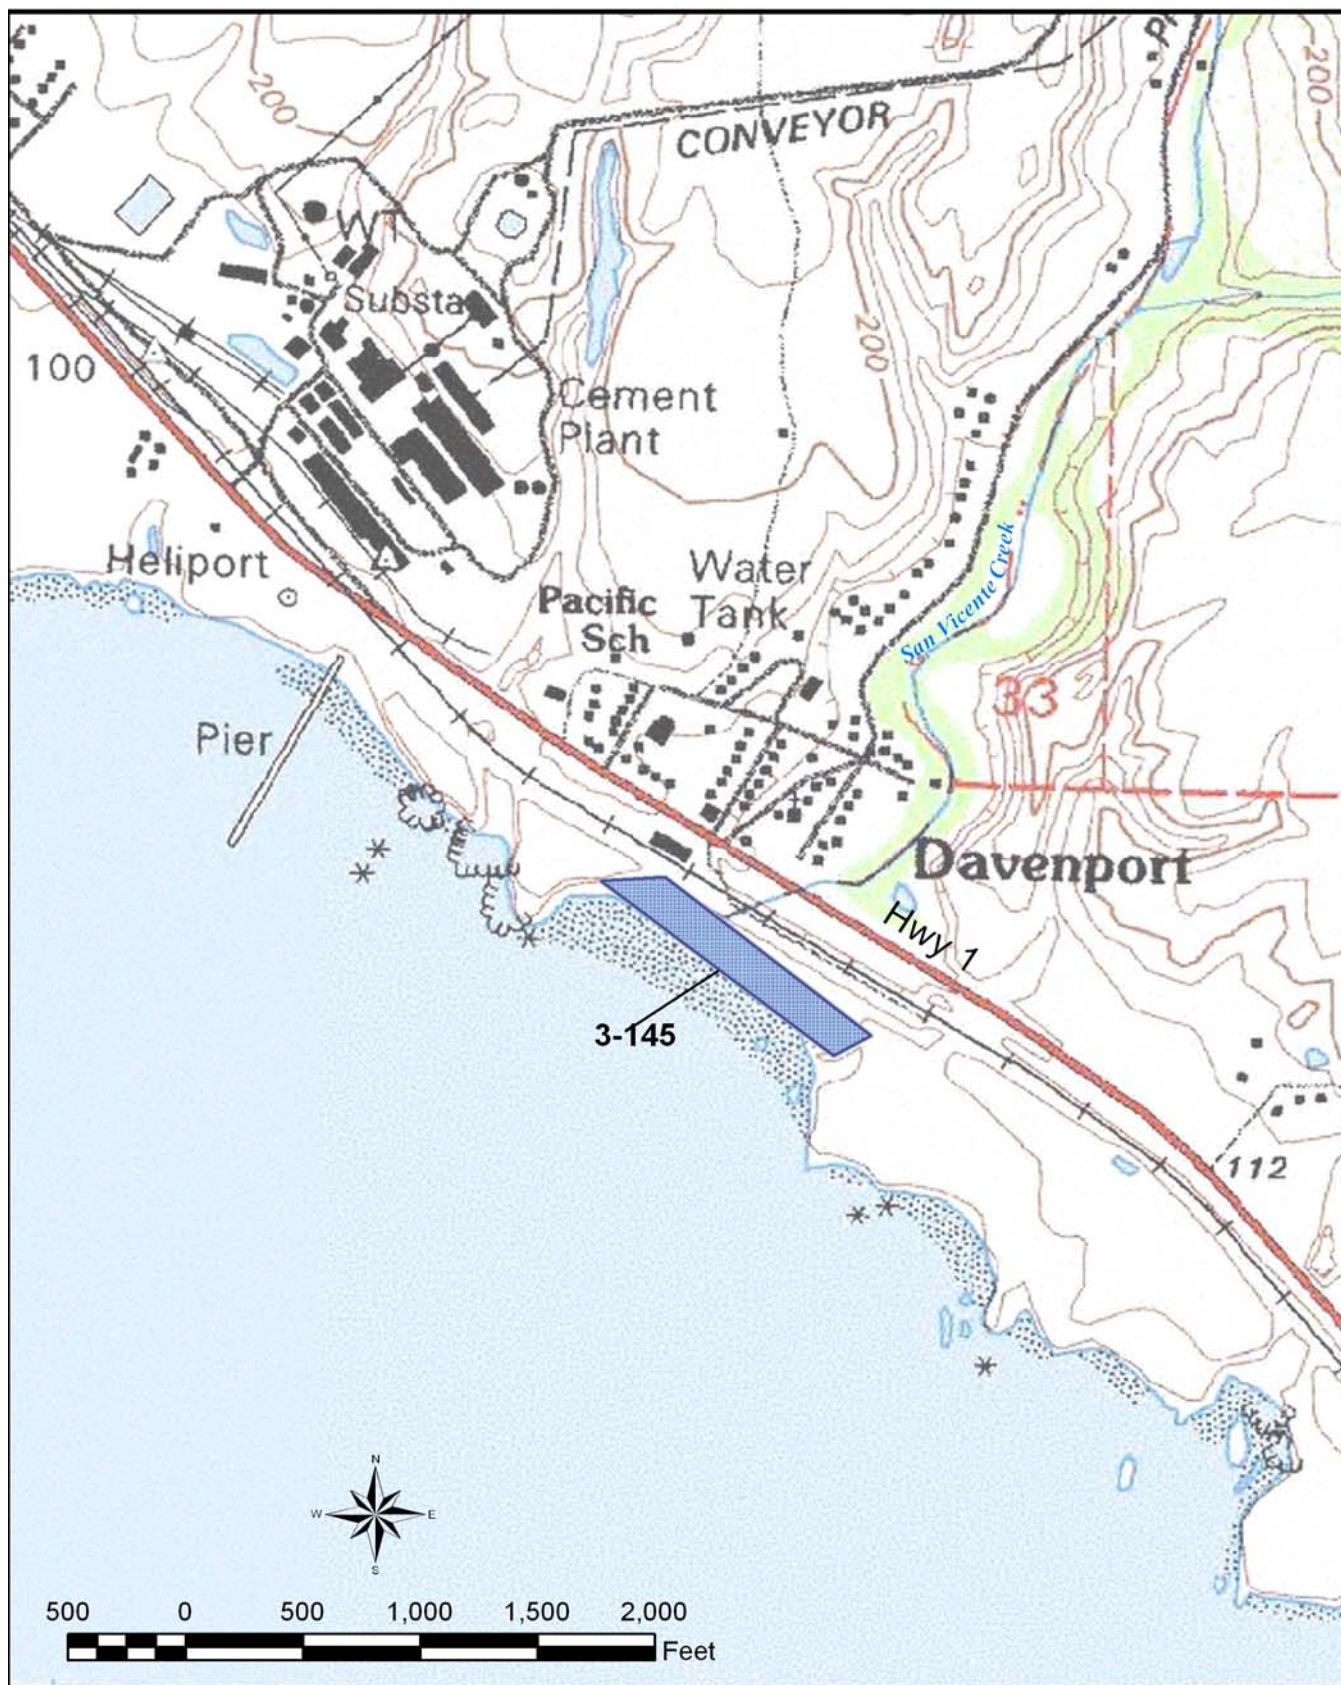 200
CONVEYOR
200
WT
Substa
200
100
Cement
Plant
Heliport
Water
Tank
Pacific
Sch
San Vicente Creek
33
Pier
Davenport
Hwy 1
3-145
112
N
W
E
S
500 0 500 1,000 1,500 2,000
Feet